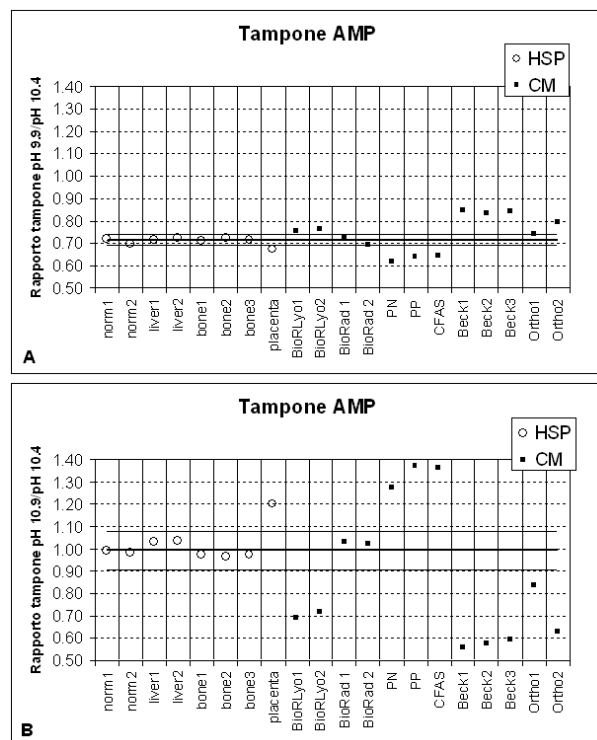 Tampone AMP
HSP
CM
Rapporto tampone pH 9.9/pH 10.4
1.40
1.30
1.20
1.10
1.00
0.90
0.80
0.70
0.60
0.50
norm1
norm2
liver1
liver2
bone1
bone2
bone3
placenta
BioRLyo1
BioRLyo2
BioRad 1
BioRad 2
PN
PP
CFAS
Beck1
Beck2
Beck3
Ortho1
Ortho2
A
Tampone AMP
HSP
CM
Rapporto tampone pH 10.9/pH 10.4
1.40
1.30
1.20
1.10
1.00
0.90
0.80
0.70
0.60
0.50
norm1
norm2
liver1
liver2
bone1
bone2
bone3
placenta
BioRLyo1
BioRLyo2
BioRad 1
BioRad 2
PN
PP
CFAS
Beck1
Beck2
Beck3
Ortho1
Ortho2
B